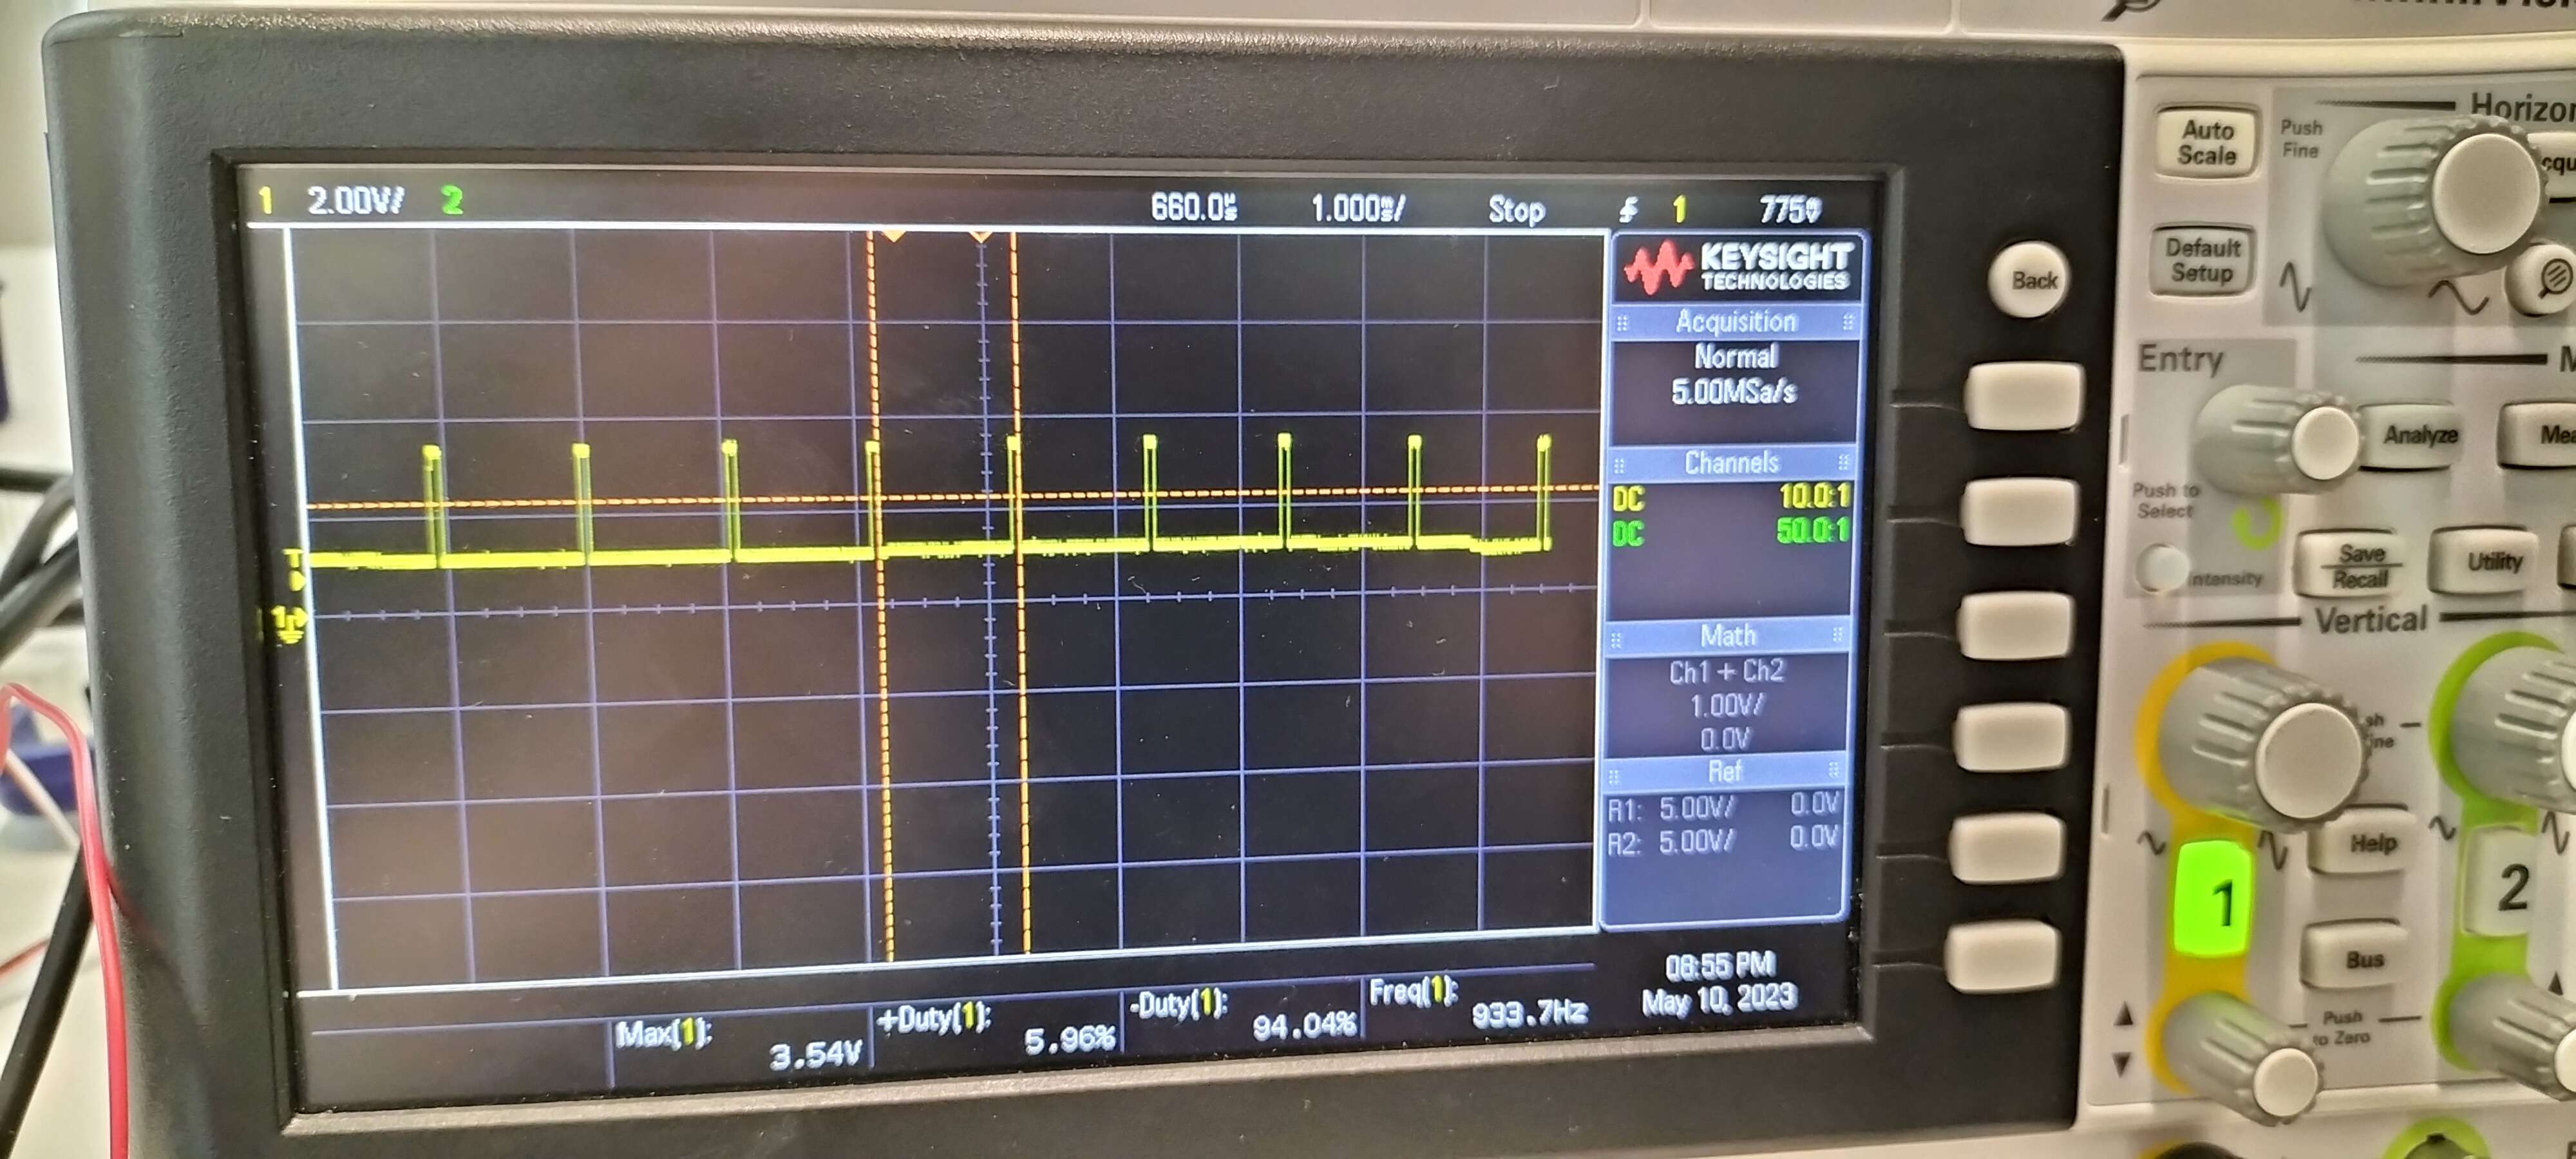 1 2.00V/ 2 660.0us 1.000ms/ Stop 1 775
KEYSIGHT
TECHNOLOGIES
Acquisition
Normal
5.00MSa/s
Channels
DC 10.0:1
DC 50.0:1
Math
Ch1 + Ch2
1.00V/
0.0V
Ref
R1: 5.00V/ 0.0V
R2: 5.00V/ 0.0V
T
1
Max(1): 3.54V
+Duty(1): 5.96%
-Duty(1): 94.04%
Freq(1): 933.7Hz
08:55 PM
May 10, 2023
Back
Auto
Scale
Default
Setup
Push
Fine
Entry
Analyze
Push to
Select
Intensity
Save
Recall
Utility
Vertical
1
Help
2
Bus
Push
to Zero